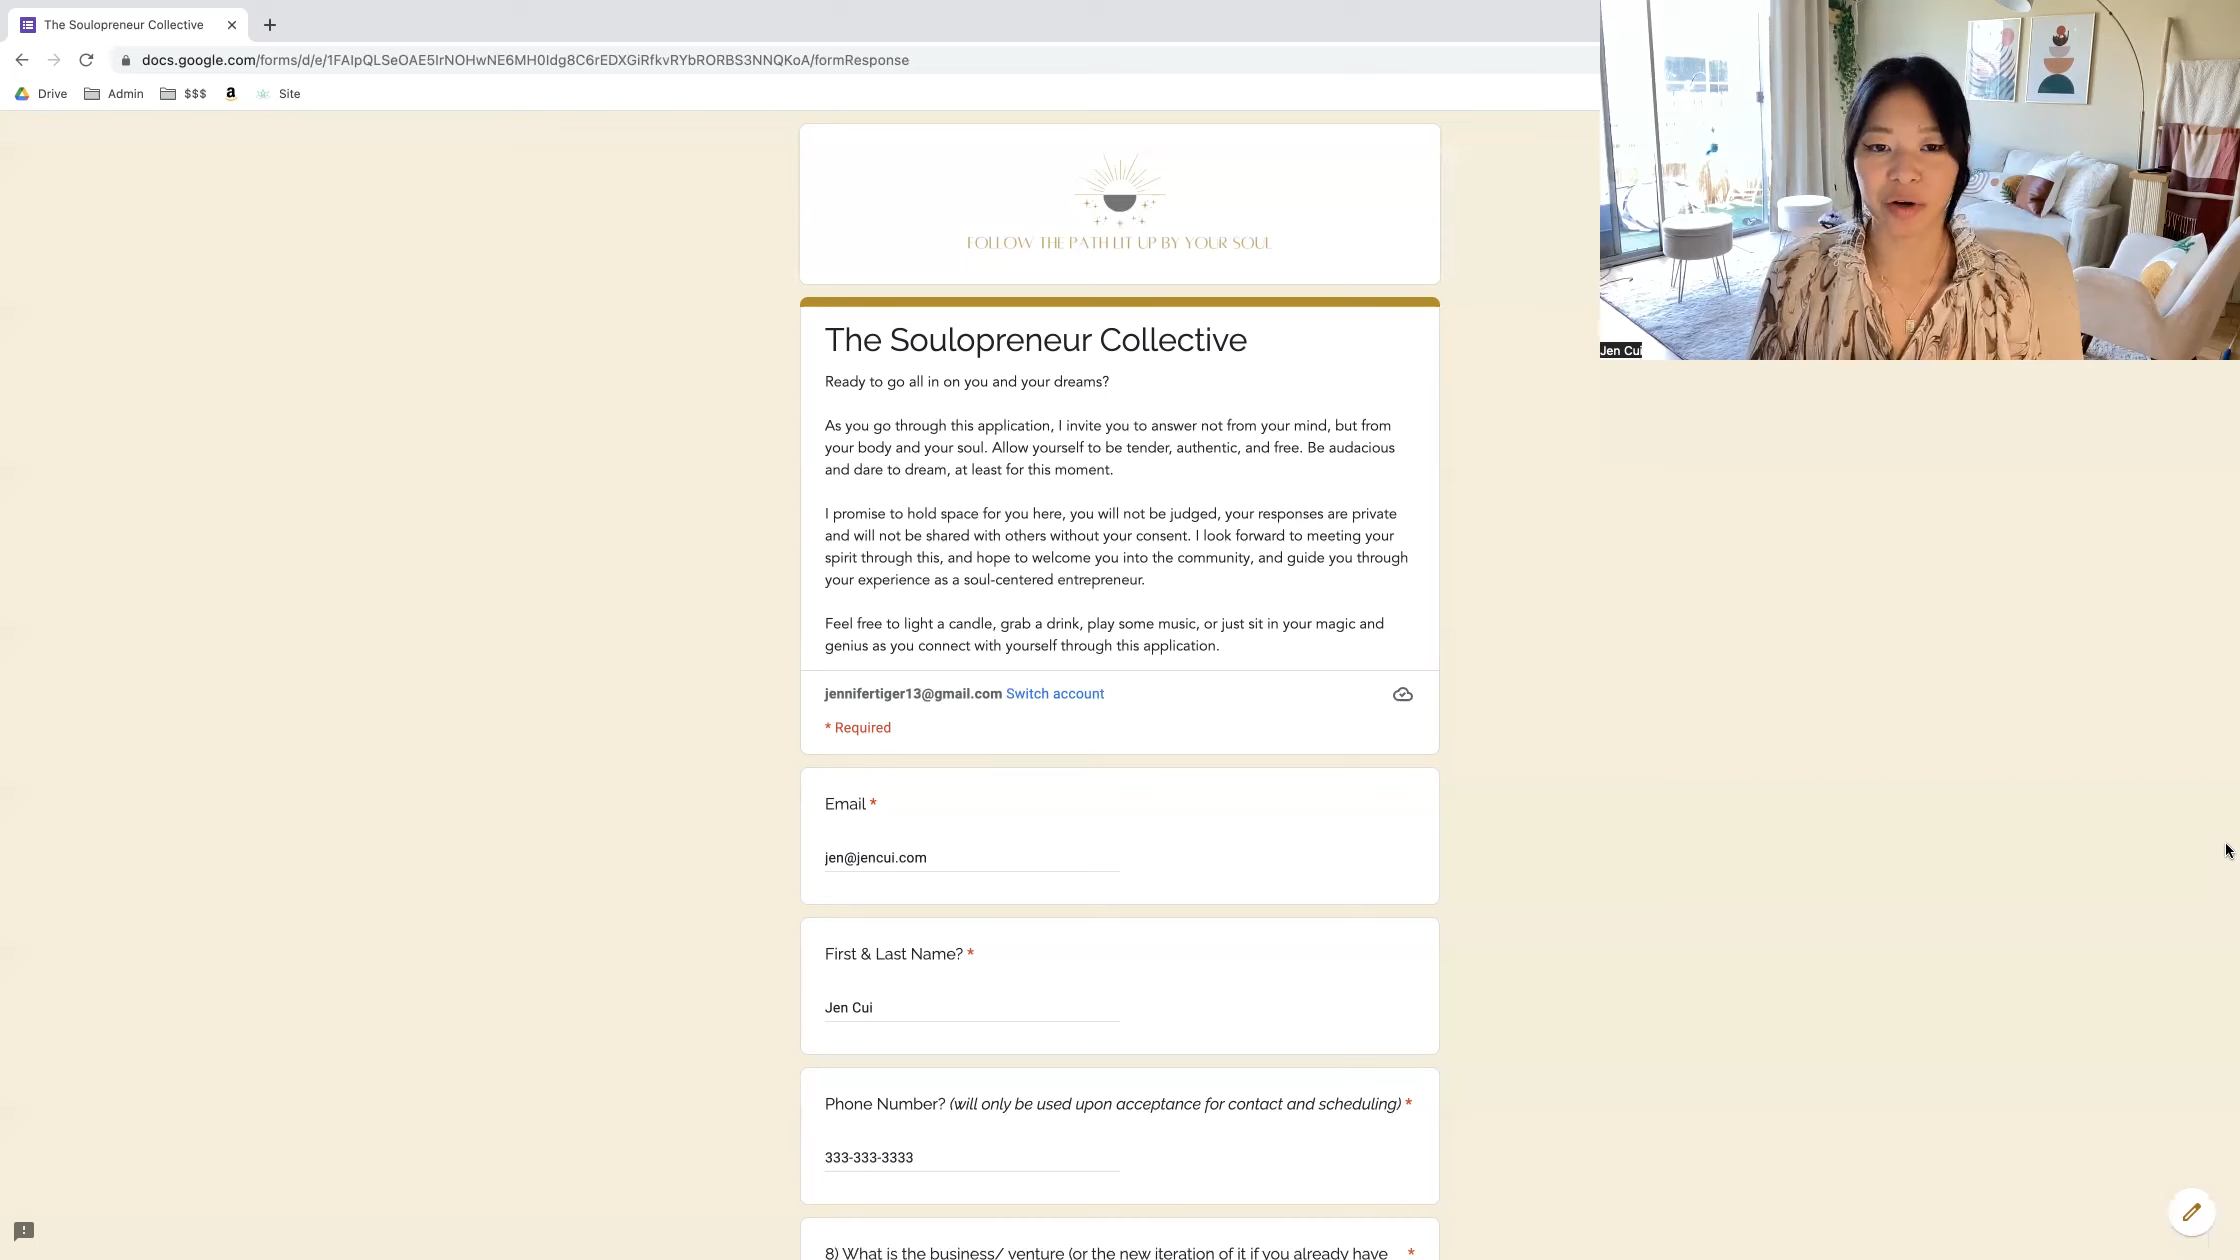 The Soulopreneur Collective
docs.google.com/forms/d/e/1FAIpQLSeOAE5IrNOHwNE6MH0Idg8C6rEDXGiRfkvRYbRORBS3NNQKoA/formResponse
Drive Admin $$$ a Site
FOLLOW THE PATH LIT UP BY YOUR SOUL
Jen Cui
The Soulopreneur Collective
Ready to go all in on you and your dreams?
As you go through this application, I invite you to answer not from your mind, but from
your body and your soul. Allow yourself to be tender, authentic, and free. Be audacious
and dare to dream, at least for this moment.
I promise to hold space for you here, you will not be judged, your responses are private
and will not be shared with others without your consent. I look forward to meeting your
spirit through this, and hope to welcome you into the community, and guide you through
your experience as a soul-centered entrepreneur.
Feel free to light a candle, grab a drink, play some music, or just sit in your magic and
genius as you connect with yourself through this application.
jennifertiger13@gmail.com Switch account
* Required
Email *
jen@jencui.com
First & Last Name? *
Jen Cui
Phone Number? (will only be used upon acceptance for contact and scheduling) *
333-333-3333
8) What is the business/ venture (or the new iteration of it if you already have *